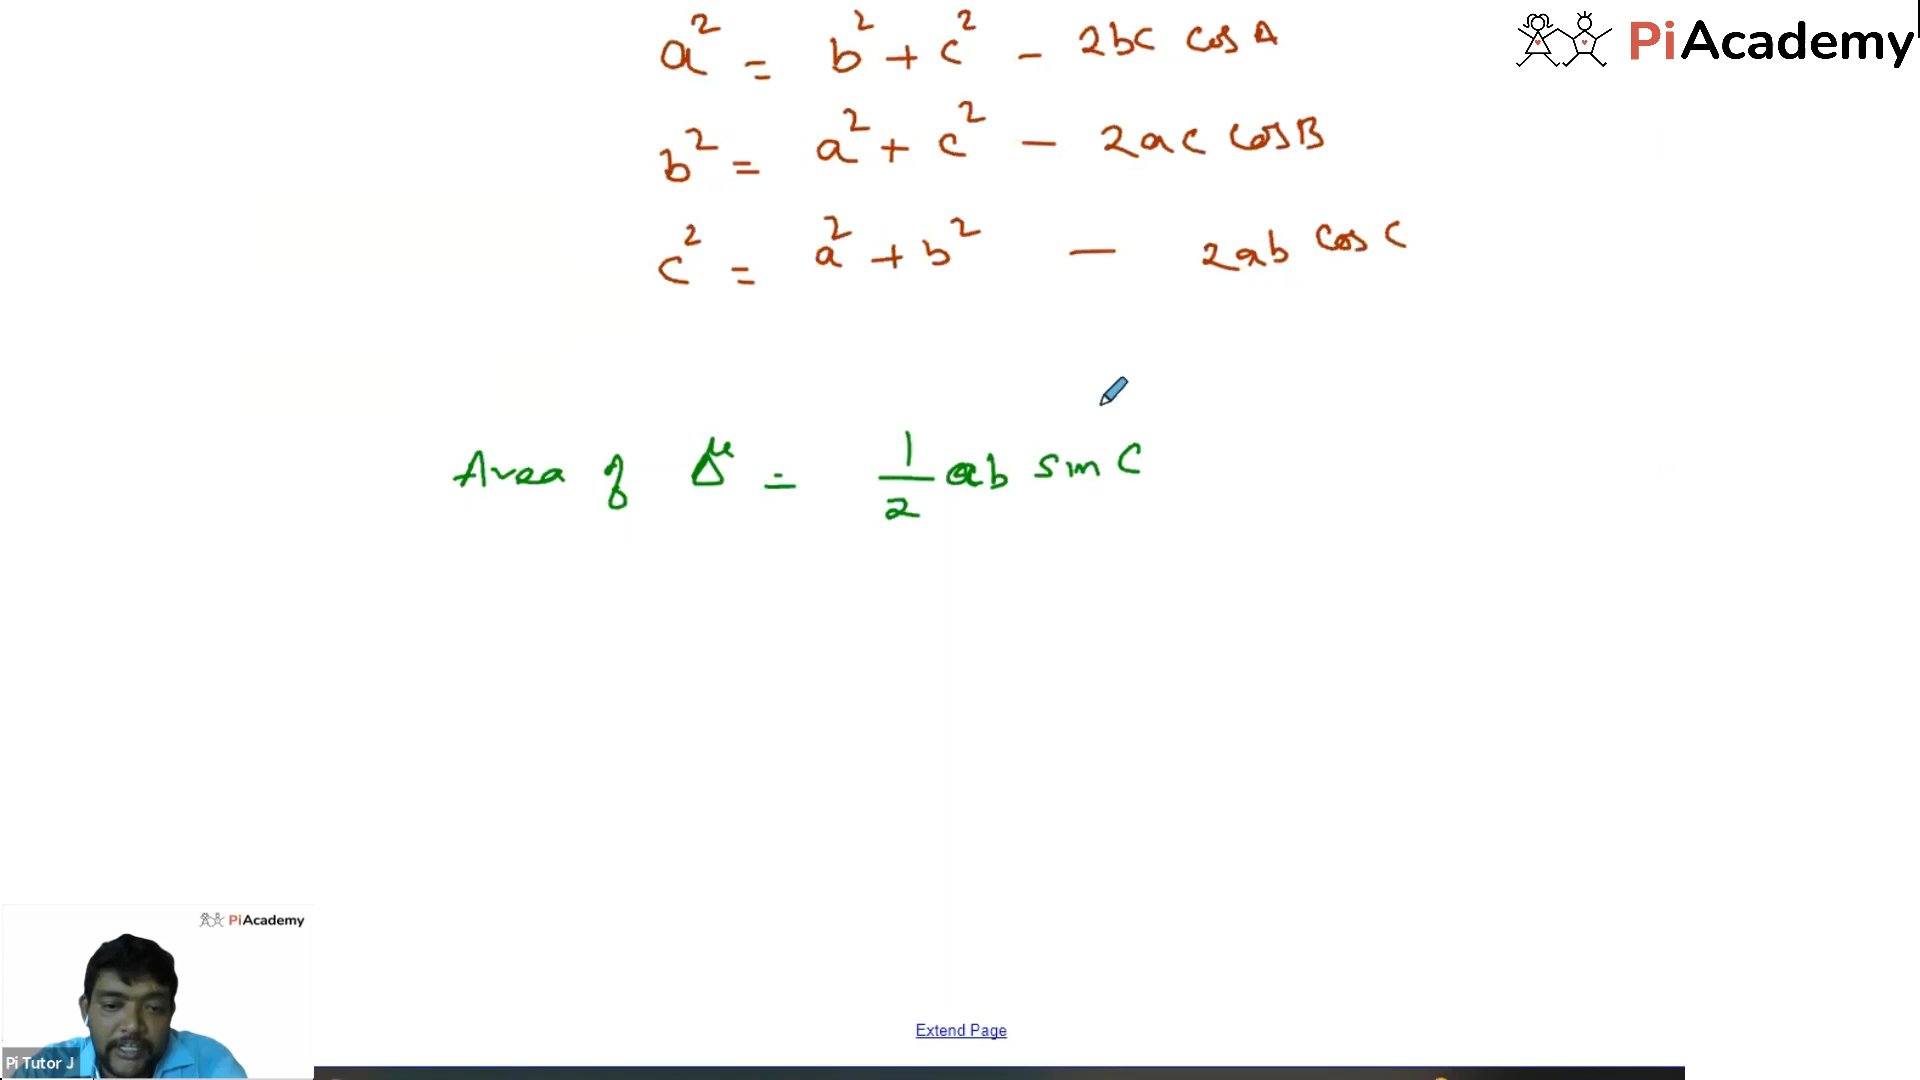 a² = b² + c² - 2bc cos A
PiAcademy
b² = a² + c² - 2ac cos B
c² = a² + b² - 2ab cos C
Area of Δle = 1/2 ab sin C
PiAcademy
Extend Page
Pi Tutor J